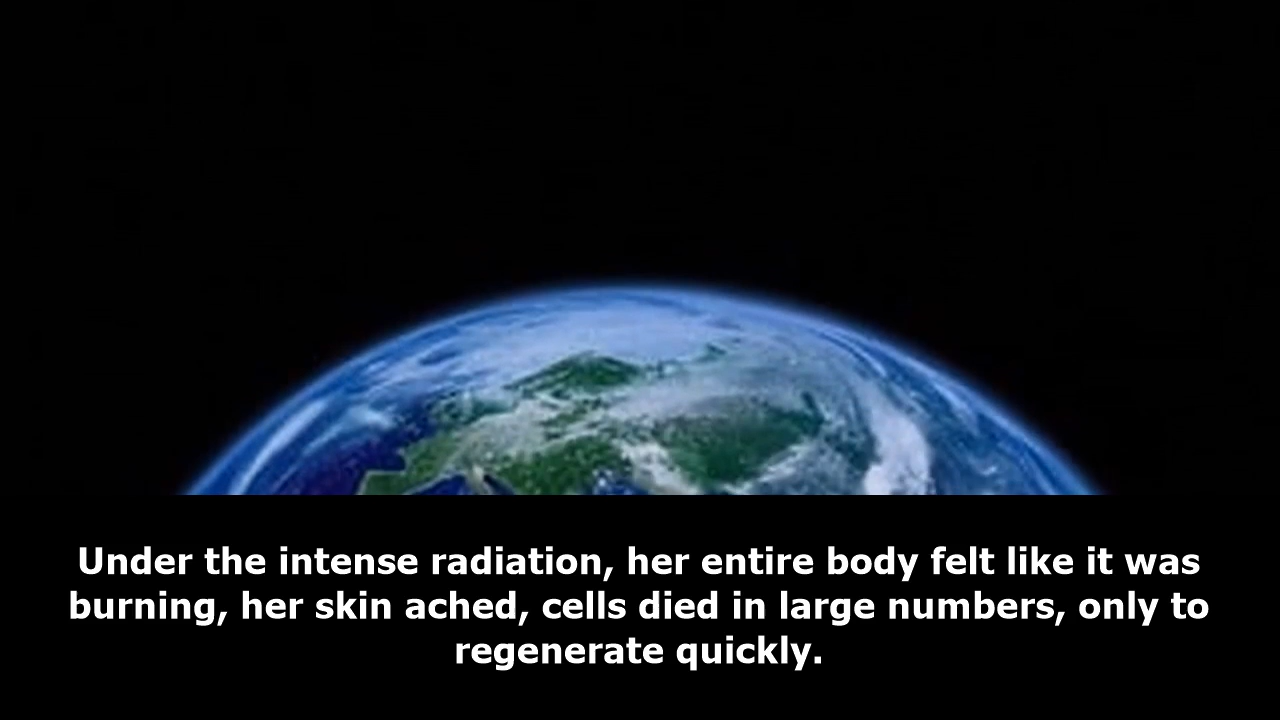 Under the intense radiation, her entire body felt like it was
burning, her skin ached, cells died in large numbers, only to
regenerate quickly.